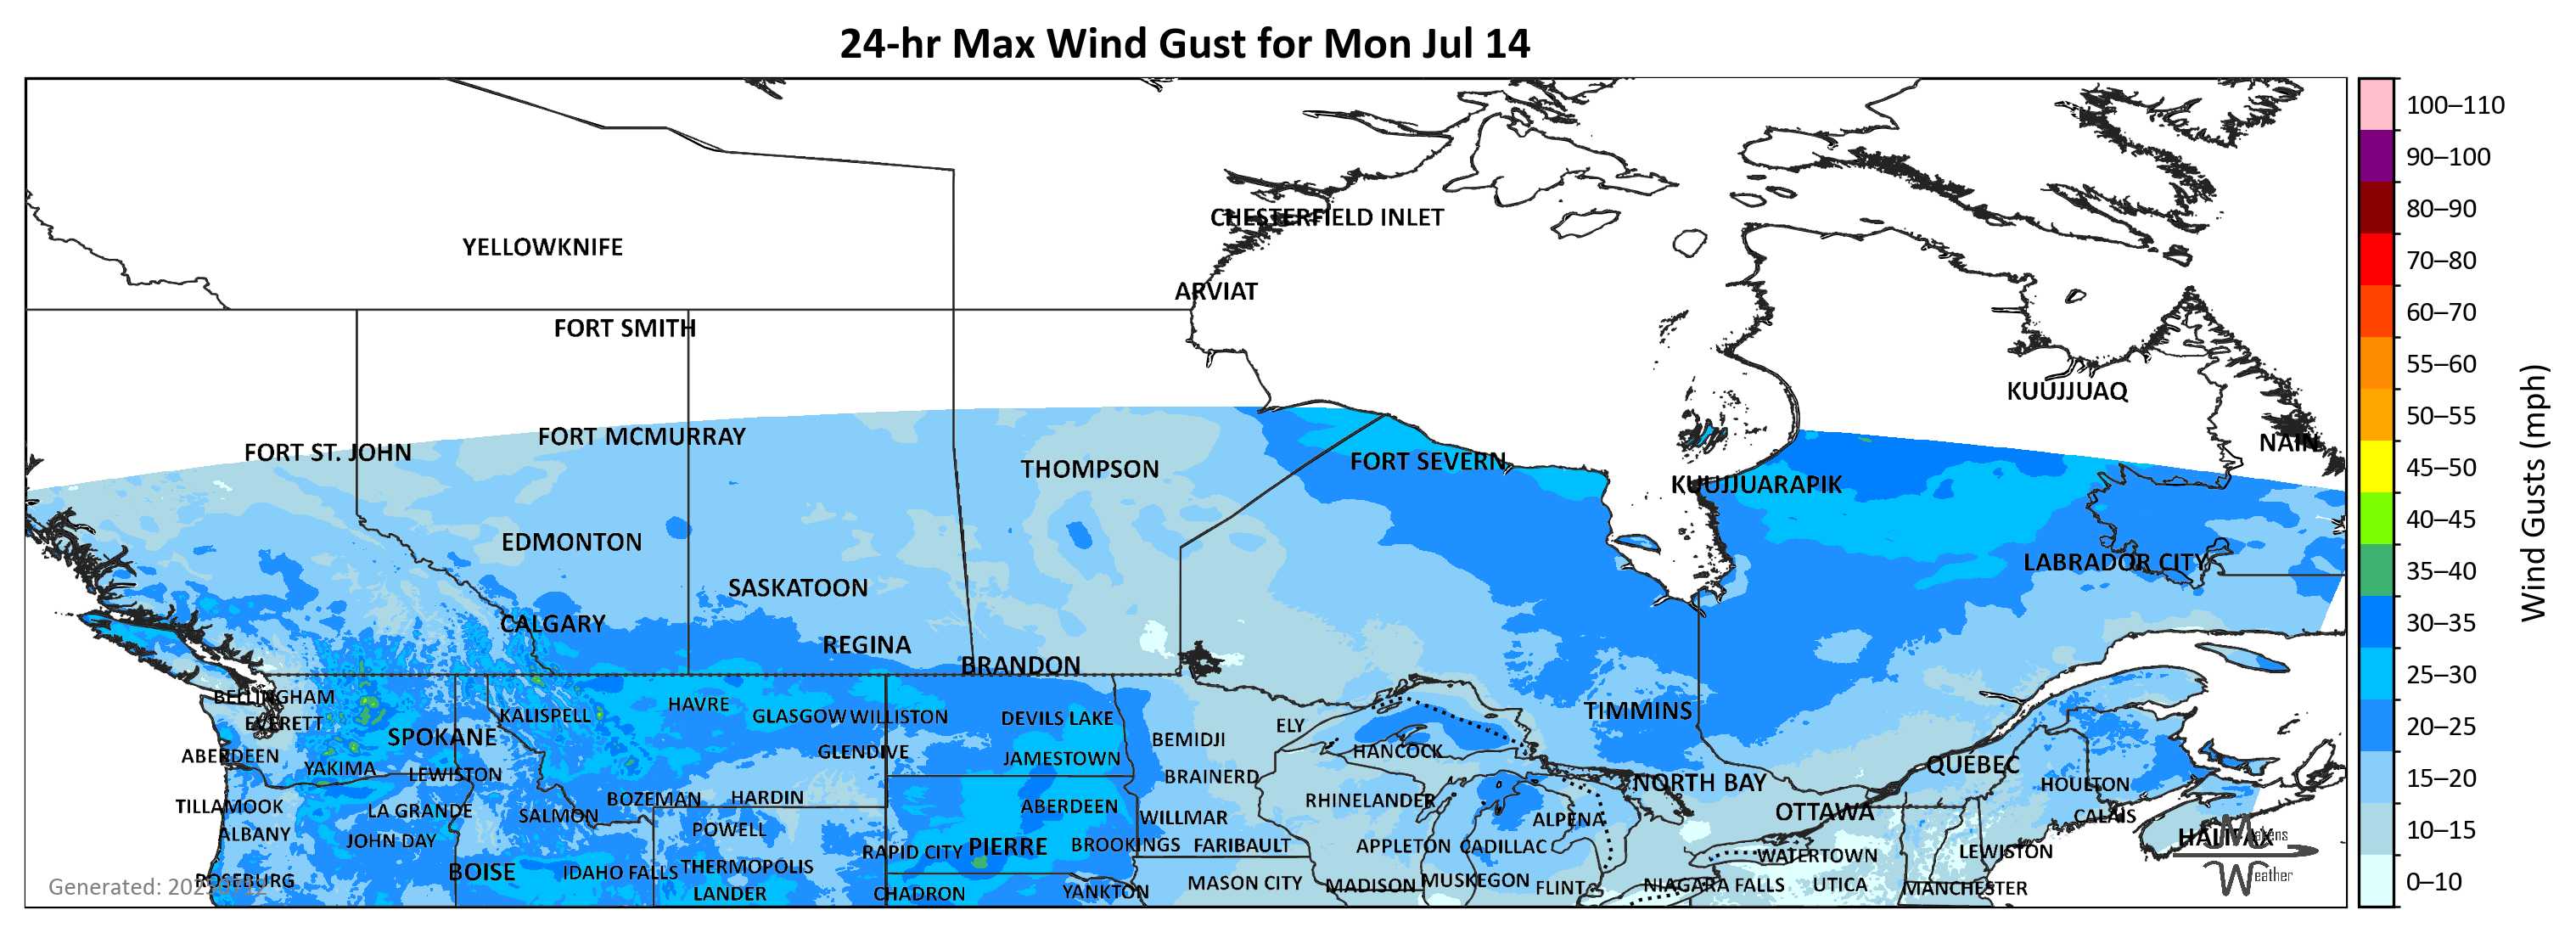 24-hr Max Wind Gust for Mon Jul 14
100–110
90–100
CHESTERFIELD INLET
80–90
YELLOWKNIFE
70–80
ARVIAT
60–70
FORT SMITH
55–60
KUUJJUAQ
50–55
FORT MCMURRAY
NAIN
FORT ST. JOHN
THOMPSON
FORT SEVERN
45–50
KUUJJUARAPIK
40–45
EDMONTON
LABRADOR CITY
35–40
Wind Gusts (mph)
SASKATOON
CALGARY
30–35
REGINA
BRANDON
25–30
BELLINGHAM
HAVRE
KALISPELL
GLASGOW
WILLISTON
DEVILS LAKE
TIMMINS
EVERETT
ELY
20–25
SPOKANE
BEMIDJI
HANCOCK
ABERDEEN
GLENDIVE
JAMESTOWN
QUÉBEC
YAKIMA
LEWISTON
BRAINERD
NORTH BAY
HOULTON
15–20
BOZEMAN
HARDIN
RHINELANDER
TILLAMOOK
LA GRANDE
SALMON
ABERDEEN
WILLMAR
ALPENA
OTTAWA
CALAIS
10–15
ALBANY
JOHN DAY
POWELL
HALIFAX
Makens
RAPID CITY
PIERRE
BROOKINGS
FARIBAULT
APPLETON
CADILLAC
WATERTOWN
LEWISTON
BOISE
IDAHO FALLS
THERMOPOLIS
Weather
ROSEBURG
MASON CITY
MADISON
MUSKEGON
FLINT
NIAGARA FALLS
UTICA
MANCHESTER
0–10
Generated:
LANDER
CHADRON
YANKTON